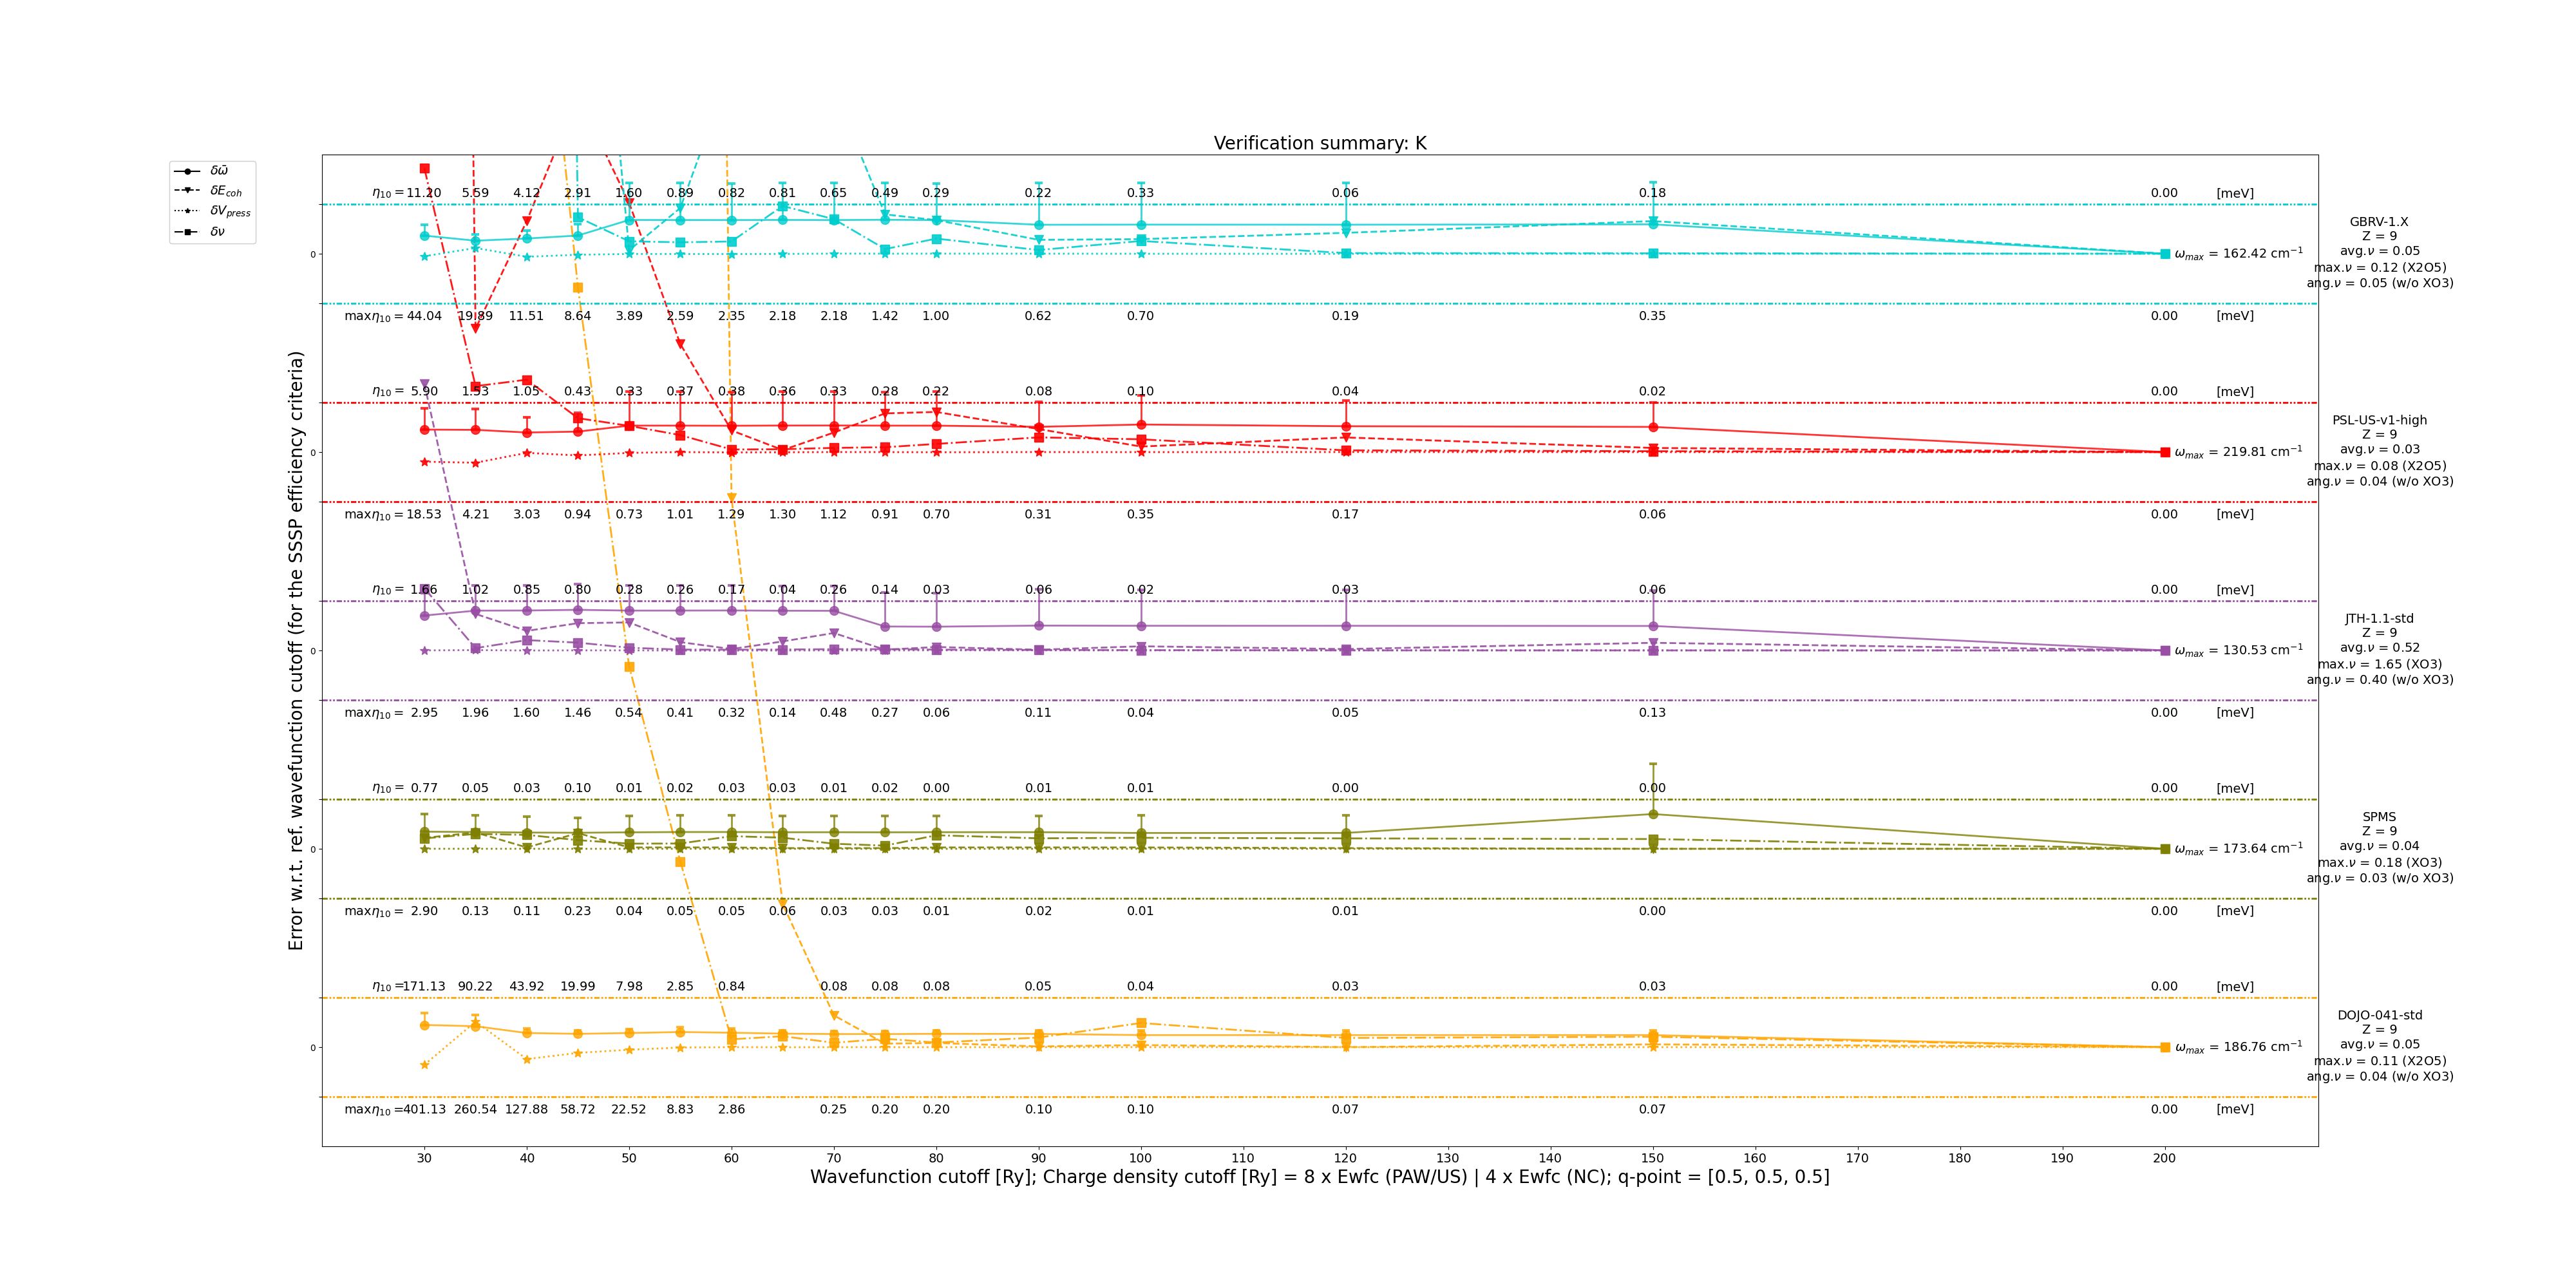 Verification summary: K
δω̄
δE_coh
δV_press
δν
Error w.r.t. ref. wavefunction cutoff (for the SSSP efficiency criteria)
η₁₀ = 11.20 5.59 4.12 2.91 1.60 0.89 0.82 0.81 0.65 0.49 0.29 0.22 0.33 0.06 0.18 0.00 [meV]
0
ω_max = 162.42 cm⁻¹
GBRV-1.X
Z = 9
avg.ν = 0.05
max.ν = 0.12 (X2O5)
ang.ν = 0.05 (w/o XO3)
maxη₁₀ = 44.04 19.89 11.51 8.64 3.89 2.59 2.35 2.18 2.18 1.42 1.00 0.62 0.70 0.19 0.35 0.00 [meV]
η₁₀ = 5.90 1.53 1.05 0.43 0.33 0.37 0.38 0.36 0.33 0.28 0.22 0.08 0.10 0.04 0.02 0.00 [meV]
0
ω_max = 219.81 cm⁻¹
PSL-US-v1-high
Z = 9
avg.ν = 0.03
max.ν = 0.08 (X2O5)
ang.ν = 0.04 (w/o XO3)
maxη₁₀ = 18.53 4.21 3.03 0.94 0.73 1.01 1.29 1.30 1.12 0.91 0.70 0.31 0.35 0.17 0.06 0.00 [meV]
η₁₀ = 1.66 1.02 0.85 0.80 0.28 0.26 0.17 0.04 0.26 0.14 0.03 0.06 0.02 0.03 0.06 0.00 [meV]
0
ω_max = 130.53 cm⁻¹
JTH-1.1-std
Z = 9
avg.ν = 0.52
max.ν = 1.65 (XO3)
ang.ν = 0.40 (w/o XO3)
maxη₁₀ = 2.95 1.96 1.60 1.46 0.54 0.41 0.32 0.14 0.48 0.27 0.06 0.11 0.04 0.05 0.13 0.00 [meV]
η₁₀ = 0.77 0.05 0.03 0.10 0.01 0.02 0.03 0.03 0.01 0.02 0.00 0.01 0.01 0.00 0.00 0.00 [meV]
0
ω_max = 173.64 cm⁻¹
SPMS
Z = 9
avg.ν = 0.04
max.ν = 0.18 (XO3)
ang.ν = 0.03 (w/o XO3)
maxη₁₀ = 2.90 0.13 0.11 0.23 0.04 0.05 0.05 0.06 0.03 0.03 0.01 0.02 0.01 0.01 0.00 0.00 [meV]
η₁₀ =171.13 90.22 43.92 19.99 7.98 2.85 0.84 0.08 0.08 0.08 0.05 0.04 0.03 0.03 0.00 [meV]
0
ω_max = 186.76 cm⁻¹
DOJO-041-std
Z = 9
avg.ν = 0.05
max.ν = 0.11 (X2O5)
ang.ν = 0.04 (w/o XO3)
maxη₁₀ =401.13 260.54 127.88 58.72 22.52 8.83 2.86 0.25 0.20 0.20 0.10 0.10 0.07 0.07 0.00 [meV]
30 40 50 60 70 80 90 100 110 120 130 140 150 160 170 180 190 200
Wavefunction cutoff [Ry]; Charge density cutoff [Ry] = 8 x Ewfc (PAW/US) | 4 x Ewfc (NC); q-point = [0.5, 0.5, 0.5]